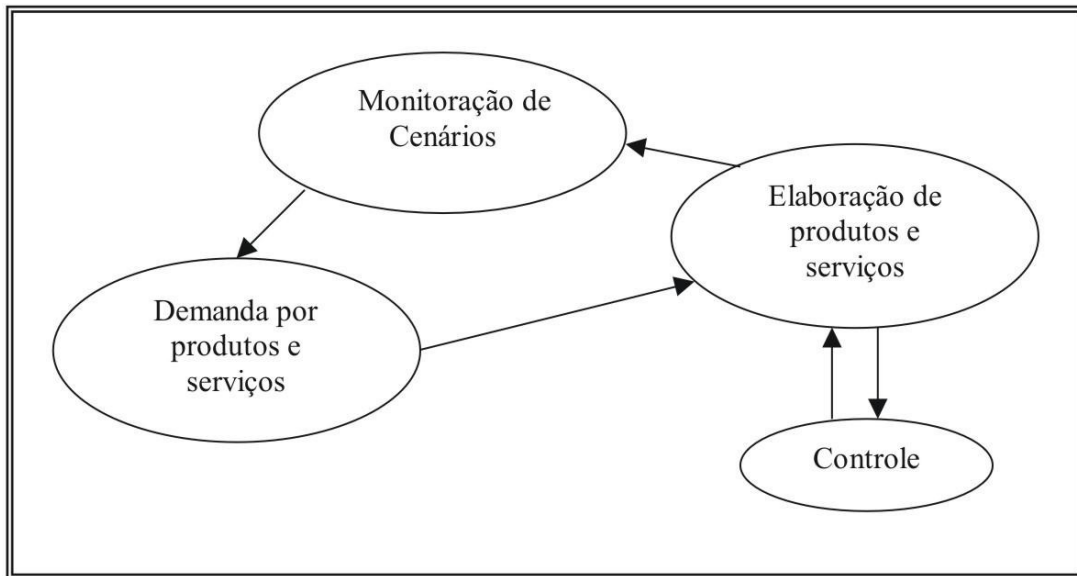 Monitoração de
Cenários
Elaboração de
produtos e
serviços
Demanda por
produtos e
serviços
Controle